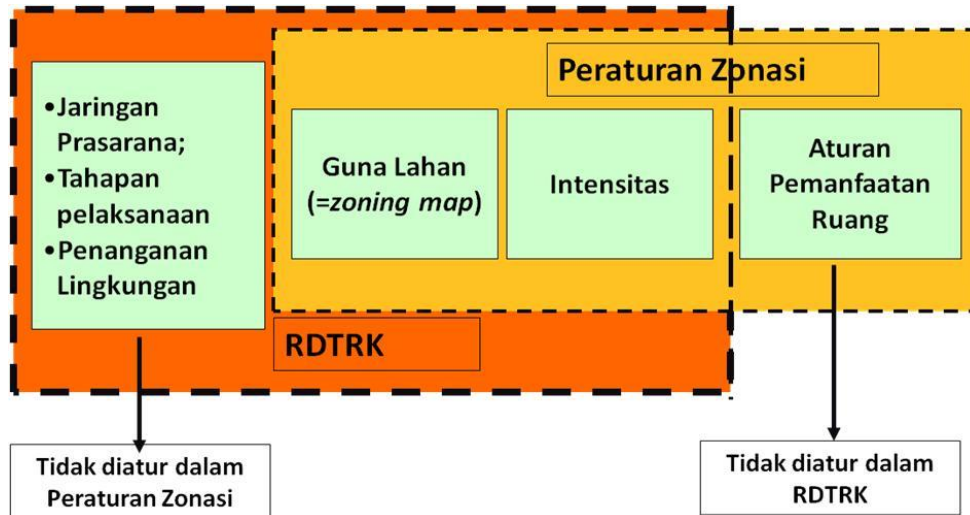 Peraturan Zonasi
•Jaringan
Prasarana;
•Tahapan
pelaksanaan
•Penanganan
Lingkungan
Guna Lahan
(=zoning map)
Intensitas
Aturan
Pemanfaatan
Ruang
RDTRK
Tidak diatur dalam
Peraturan Zonasi
Tidak diatur dalam
RDTRK